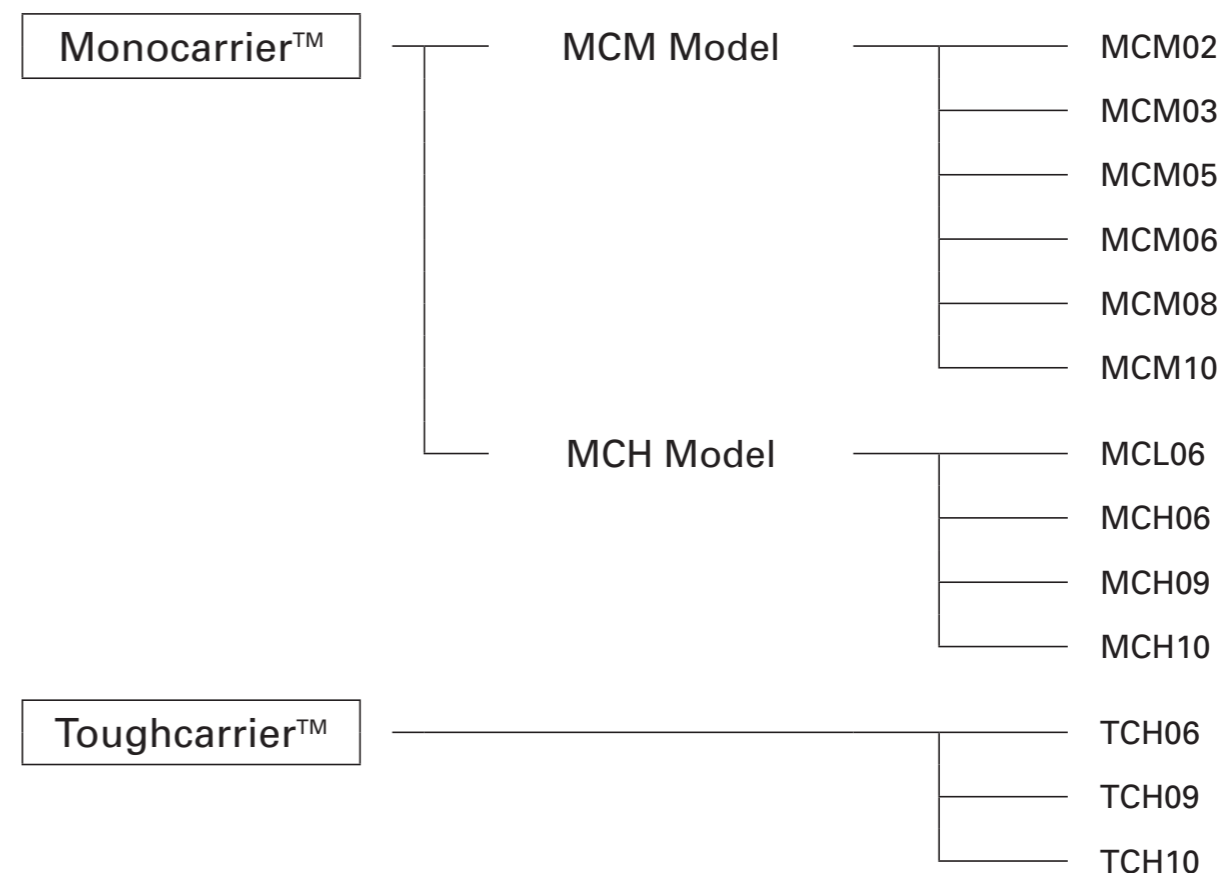 Monocarrier™
MCM Model
MCM02
MCM03
MCM05
MCM06
MCM08
MCM10
MCH Model
MCL06
MCH06
MCH09
MCH10
Toughcarrier™
TCH06
TCH09
TCH10